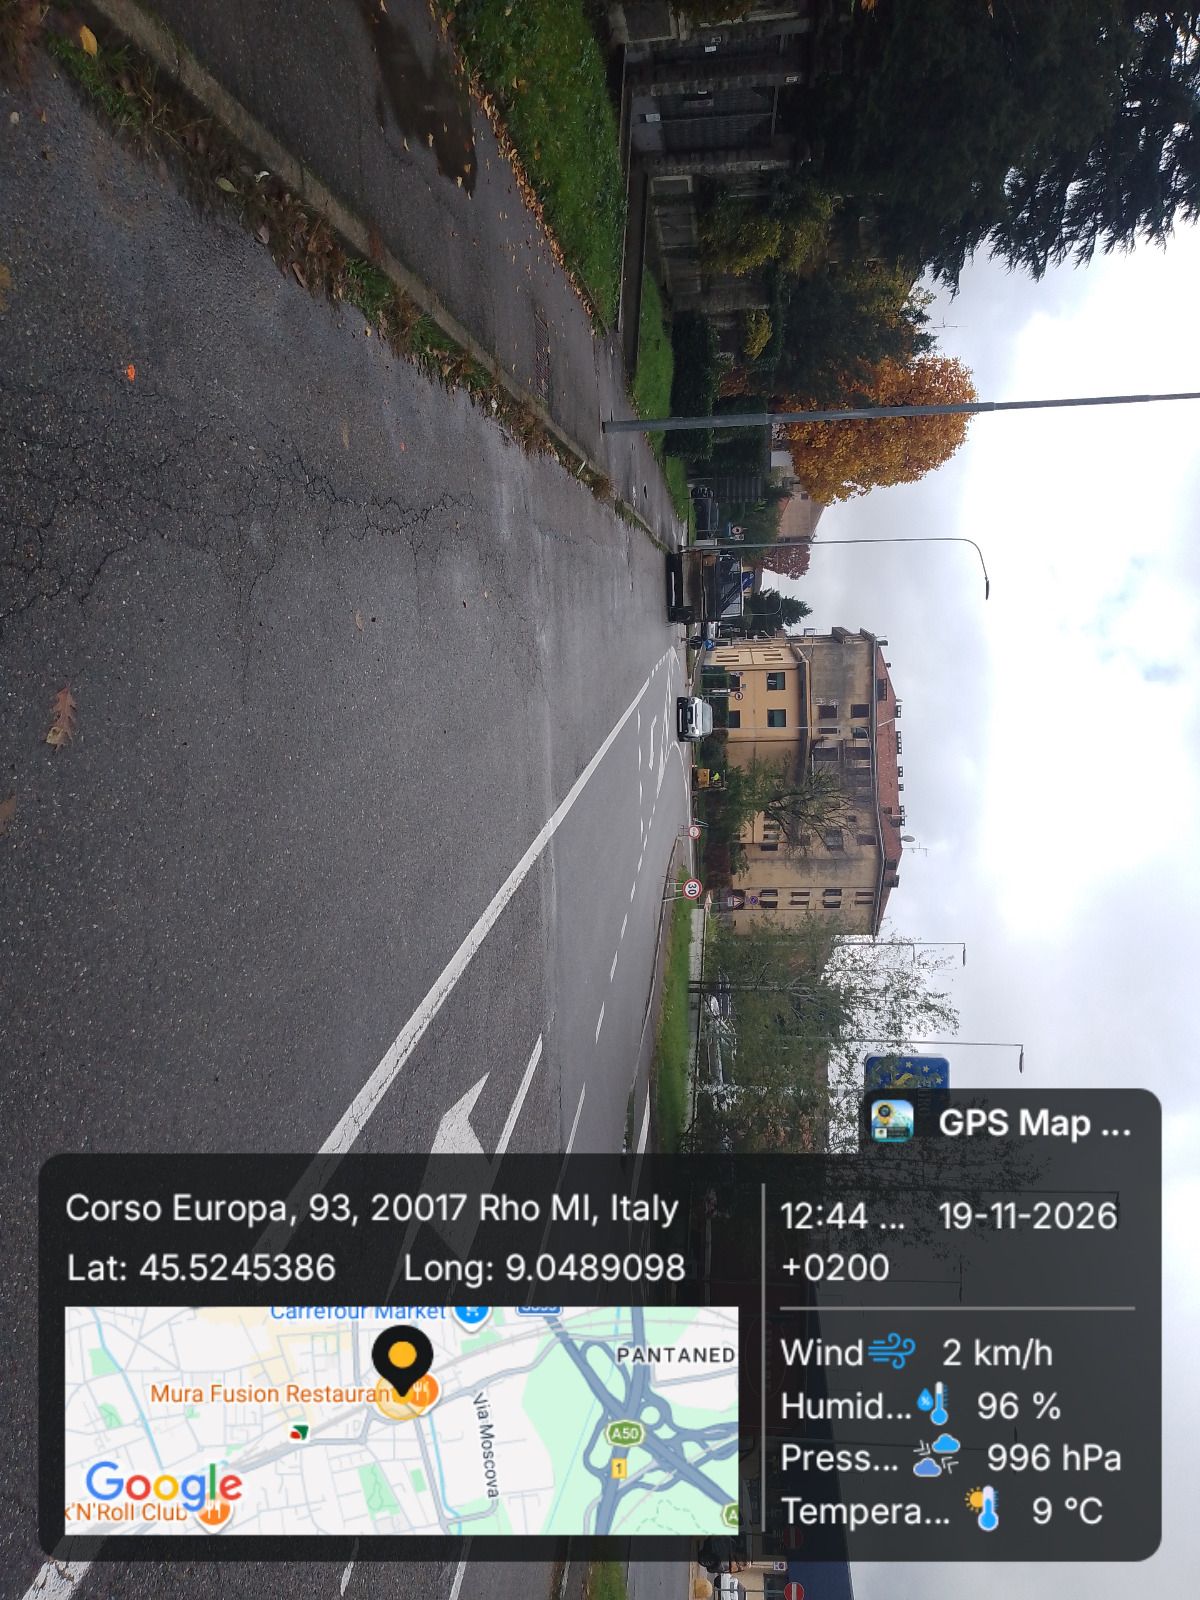 GPS Map ...
Corso Europa, 93, 20017 Rho MI, Italy
Lat: 45.5245386 Long: 9.0489098
12:44 ... 19-11-2026
+0200
Wind 2 km/h
Humid... 96 %
Press... 996 hPa
Tempera... 9 °C
Carrefour Market
PANTANED
Mura Fusion Restauran
Via Moscova
A50
1
Google
k'N'Roll Club
A
30